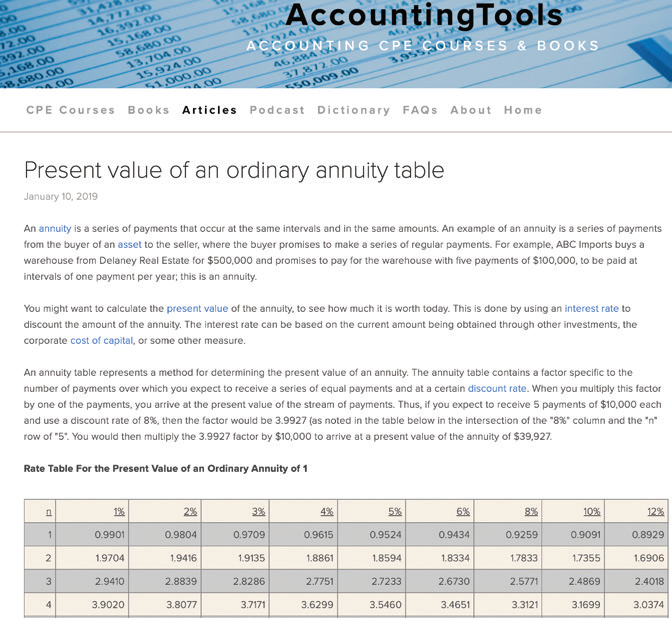 AccountingTools
ACCOUNTING CPE COURSES & BOOKS
CPE Courses Books Articles Podcast Dictionary FAQs About Home
Present value of an ordinary annuity table
January 10, 2019
An annuity is a series of payments that occur at the same intervals and in the same amounts. An example of an annuity is a series of payments
from the buyer of an asset to the seller, where the buyer promises to make a series of regular payments. For example, ABC Imports buys a
warehouse from Delaney Real Estate for $500,000 and promises to pay for the warehouse with five payments of $100,000, to be paid at
intervals of one payment per year; this is an annuity.
You might want to calculate the present value of the annuity, to see how much it is worth today. This is done by using an interest rate to
discount the amount of the annuity. The interest rate can be based on the current amount being obtained through other investments, the
corporate cost of capital, or some other measure.
An annuity table represents a method for determining the present value of an annuity. The annuity table contains a factor specific to the
number of payments over which you expect to receive a series of equal payments and at a certain discount rate. When you multiply this factor
by one of the payments, you arrive at the present value of the stream of payments. Thus, if you expect to receive 5 payments of $10,000 each
and use a discount rate of 8%, then the factor would be 3.9927 (as noted in the table below in the intersection of the "8%" column and the "n"
row of "5". You would then multiply the 3.9927 factor by $10,000 to arrive at a present value of the annuity of $39,927.
Rate Table For the Present Value of an Ordinary Annuity of 1
n 1% 2% 3% 4% 5% 6% 8% 10% 12%
1 0.9901 0.9804 0.9709 0.9615 0.9524 0.9434 0.9259 0.9091 0.8929
2 1.9704 1.9416 1.9135 1.8861 1.8594 1.8334 1.7833 1.7355 1.6906
3 2.9410 2.8839 2.8286 2.7751 2.7233 2.6730 2.5771 2.4869 2.4018
4 3.9020 3.8077 3.7171 3.6299 3.5460 3.4651 3.3121 3.1699 3.0374